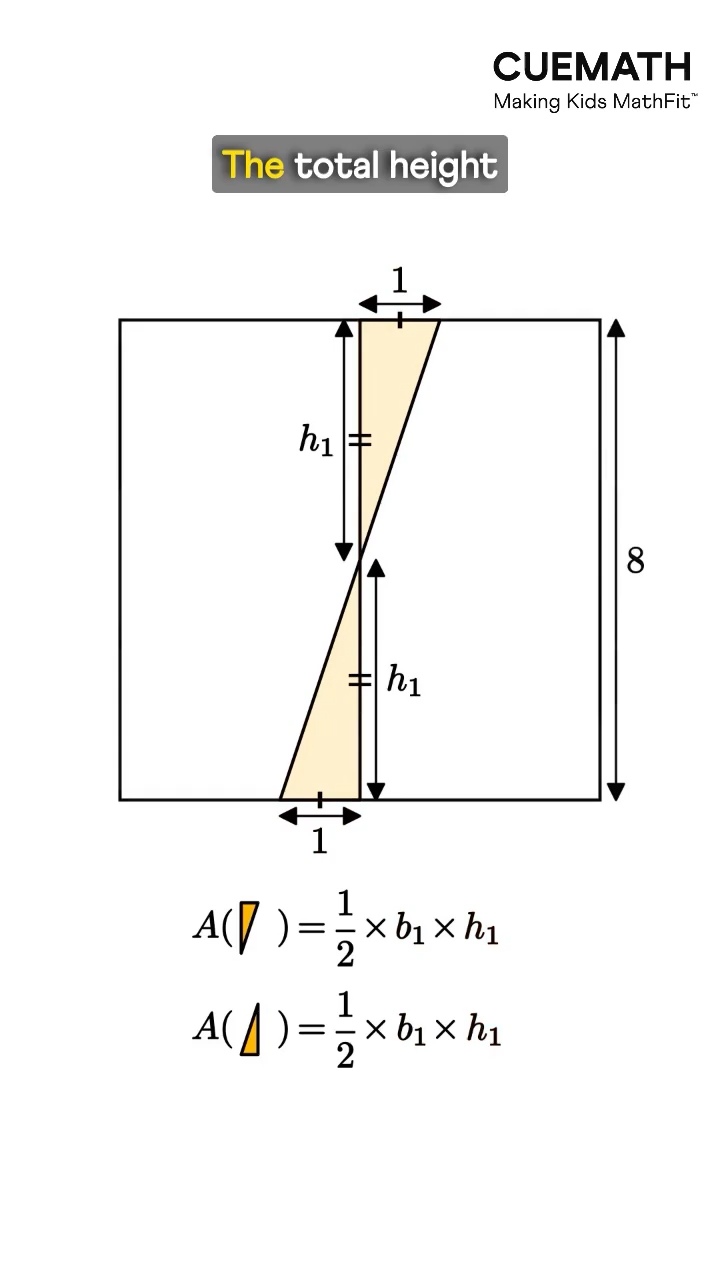 CUEMATH
Making Kids MathFit™
The total height
1
h₁
8
h₁
1
A( ) = 1/2 × b₁ × h₁
A( ) = 1/2 × b₁ × h₁